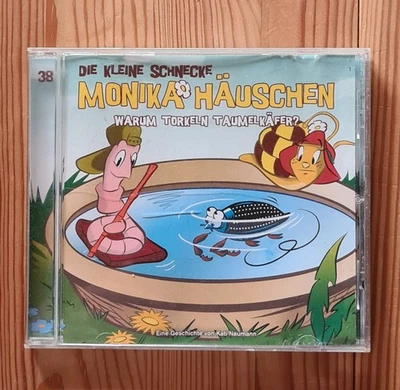 38
DIE KLEINE SCHNECKE
MONIKA HÄUSCHEN
WARUM TORKELN TAUMELKÄFER?
Eine Geschichte von Kati Naumann